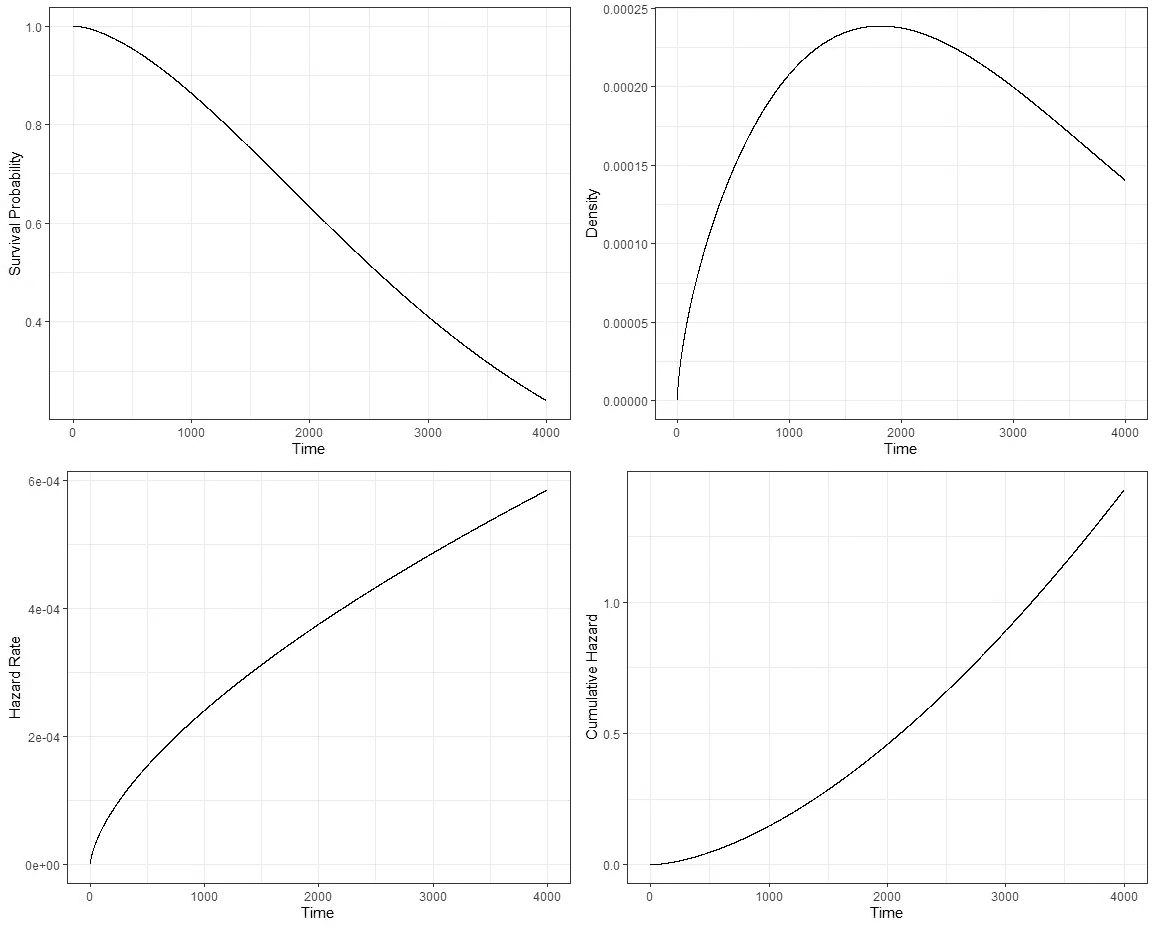 Survival Probability
1.0
0.8
0.6
0.4
0 1000 2000 3000 4000
Time
Density
0.00025
0.00020
0.00015
0.00010
0.00005
0.00000
0 1000 2000 3000 4000
Time
Hazard Rate
6e-04
4e-04
2e-04
0e+00
0 1000 2000 3000 4000
Time
Cumulative Hazard
1.0
0.5
0.0
0 1000 2000 3000 4000
Time